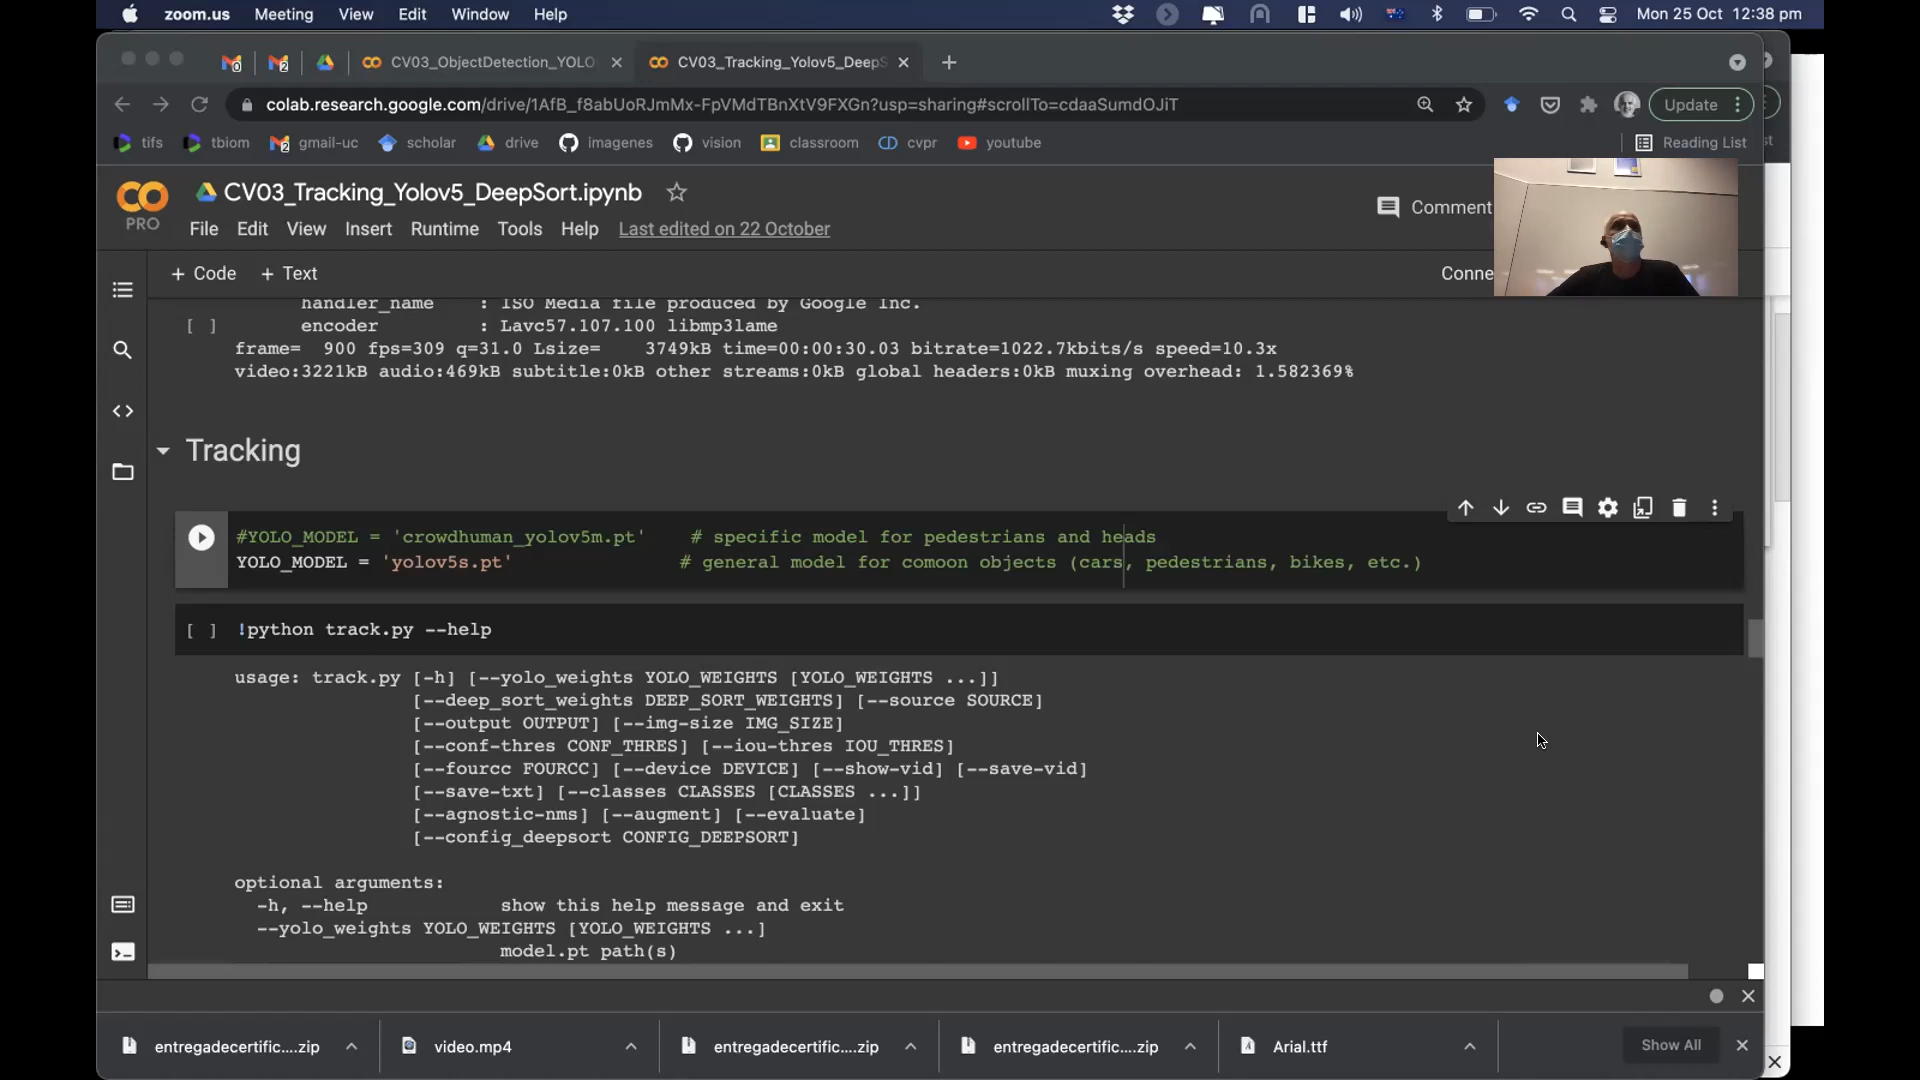 zoom.us Meeting View Edit Window Help Mon 25 Oct 12:38 pm
CV03_ObjectDetection_YOLO CV03_Tracking_Yolov5_DeepS
colab.research.google.com/drive/1AfB_f8abUoRJmMx-FpVMdTBnXtV9FXGn?usp=sharing#scrollTo=cdaaSumdOJiT Update
tifs tbiom gmail-uc scholar drive imagenes vision classroom cvpr youtube Reading List
CV03_Tracking_Yolov5_DeepSort.ipynb
PRO
Comment
File Edit View Insert Runtime Tools Help Last edited on 22 October
+ Code + Text Conne
handler_name : ISO Media file produced by Google Inc.
[ ] encoder : Lavc57.107.100 libmp3lame
frame= 900 fps=309 q=31.0 Lsize= 3749kB time=00:00:30.03 bitrate=1022.7kbits/s speed=10.3x
video:3221kB audio:469kB subtitle:0kB other streams:0kB global headers:0kB muxing overhead: 1.582369%
Tracking
#YOLO_MODEL = 'crowdhuman_yolov5m.pt' # specific model for pedestrians and heads
YOLO_MODEL = 'yolov5s.pt' # general model for comoon objects (cars, pedestrians, bikes, etc.)
[ ] !python track.py --help
usage: track.py [-h] [--yolo_weights YOLO_WEIGHTS [YOLO_WEIGHTS ...]]
[--deep_sort_weights DEEP_SORT_WEIGHTS] [--source SOURCE]
[--output OUTPUT] [--img-size IMG_SIZE]
[--conf-thres CONF_THRES] [--iou-thres IOU_THRES]
[--fourcc FOURCC] [--device DEVICE] [--show-vid] [--save-vid]
[--save-txt] [--classes CLASSES [CLASSES ...]]
[--agnostic-nms] [--augment] [--evaluate]
[--config_deepsort CONFIG_DEEPSORT]
optional arguments:
-h, --help show this help message and exit
--yolo_weights YOLO_WEIGHTS [YOLO_WEIGHTS ...]
model.pt path(s)
entregadecertific....zip video.mp4 entregadecertific....zip entregadecertific....zip Arial.ttf Show All